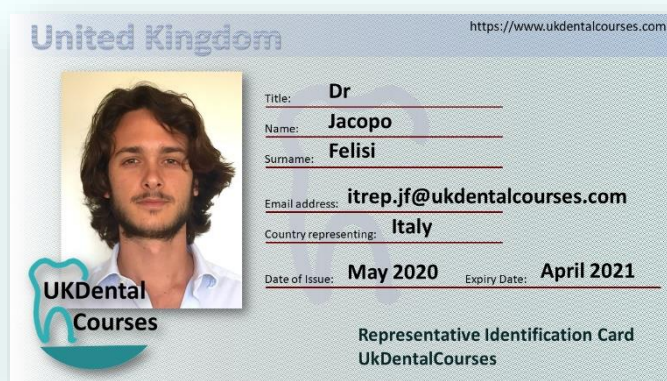 United Kingdom
https://www.ukdentalcourses.com
Title: Dr
Name: Jacopo
Surname: Felisi
Email address: itrep.jf@ukdentalcourses.com
Country representing: Italy
Date of Issue: May 2020 Expiry Date: April 2021
UKDental
Courses
Representative Identification Card
UkDentalCourses